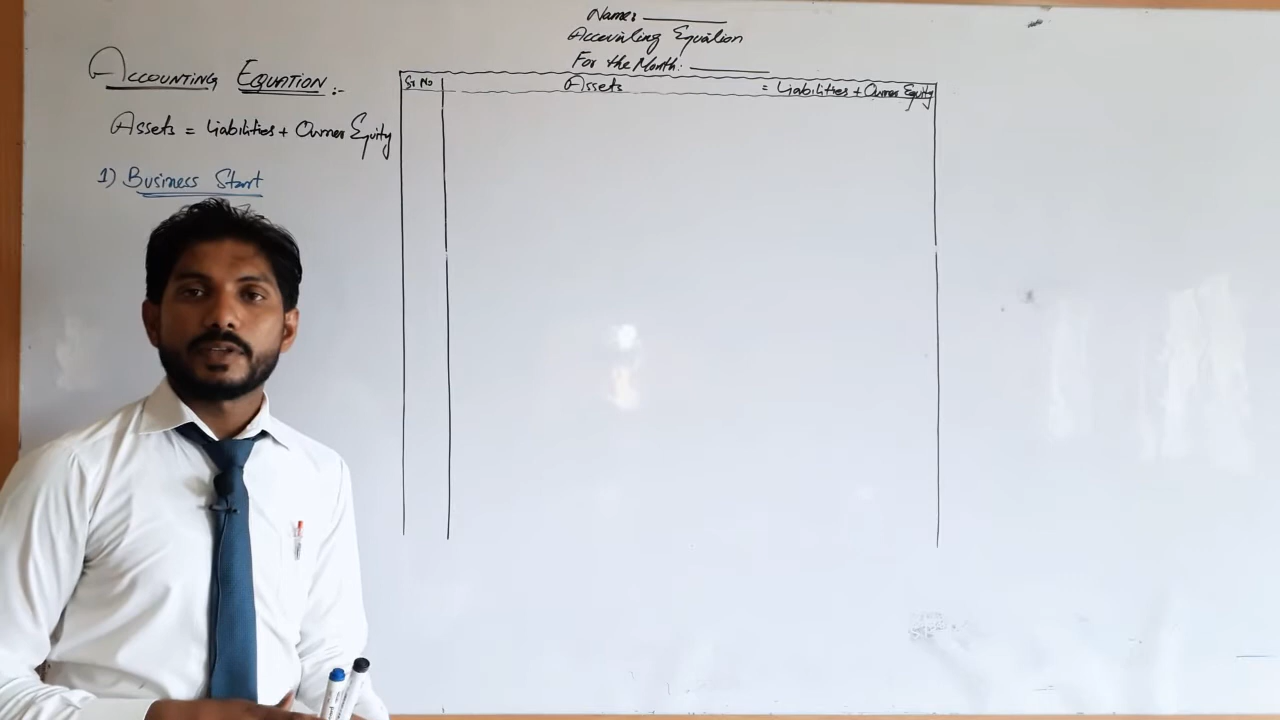 Name: ________
Accounting Equation
For the Month: ________
ACCOUNTING EQUATION:-
Assets = Liabilities + Owner Equity
1) Business Start
Sr No Assets = Liabilities + Owner Equity